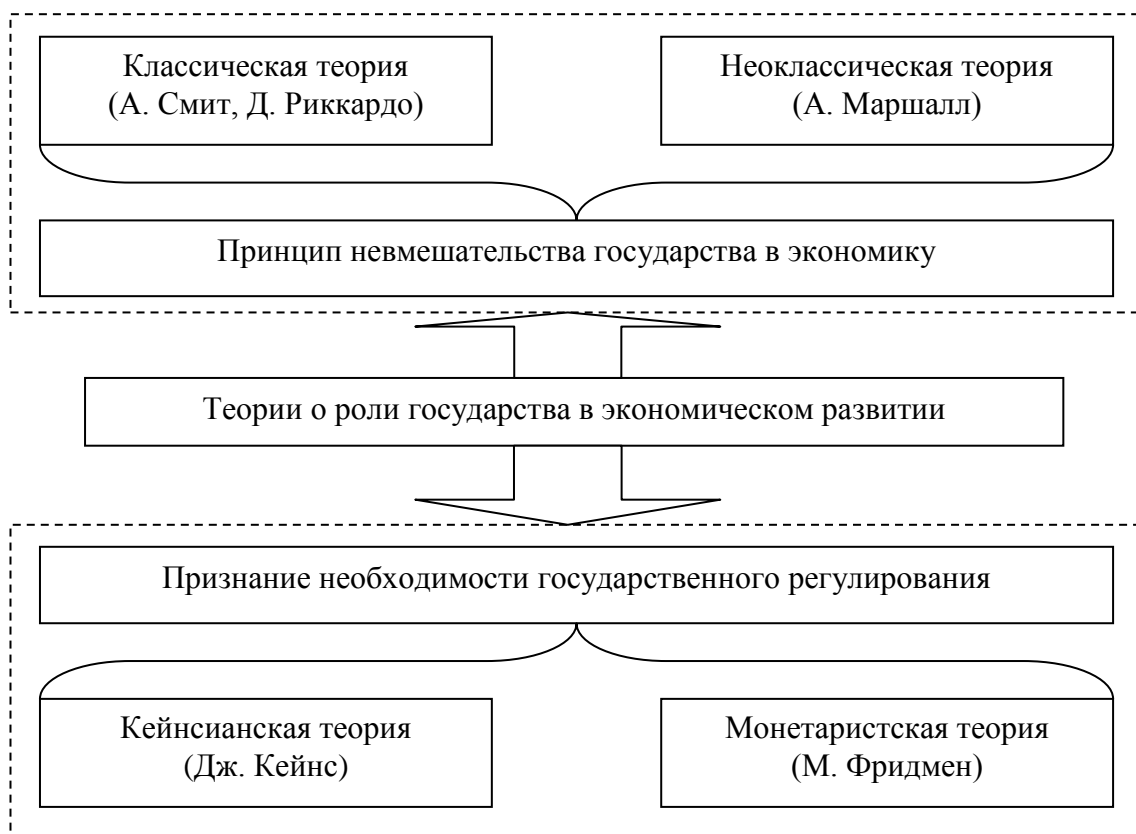 Классическая теория
(А. Смит, Д. Риккардо)
Неоклассическая теория
(А. Маршалл)
Принцип невмешательства государства в экономику
Теории о роли государства в экономическом развитии
Признание необходимости государственного регулирования
Кейнсианская теория
(Дж. Кейнс)
Монетаристская теория
(М. Фридмен)